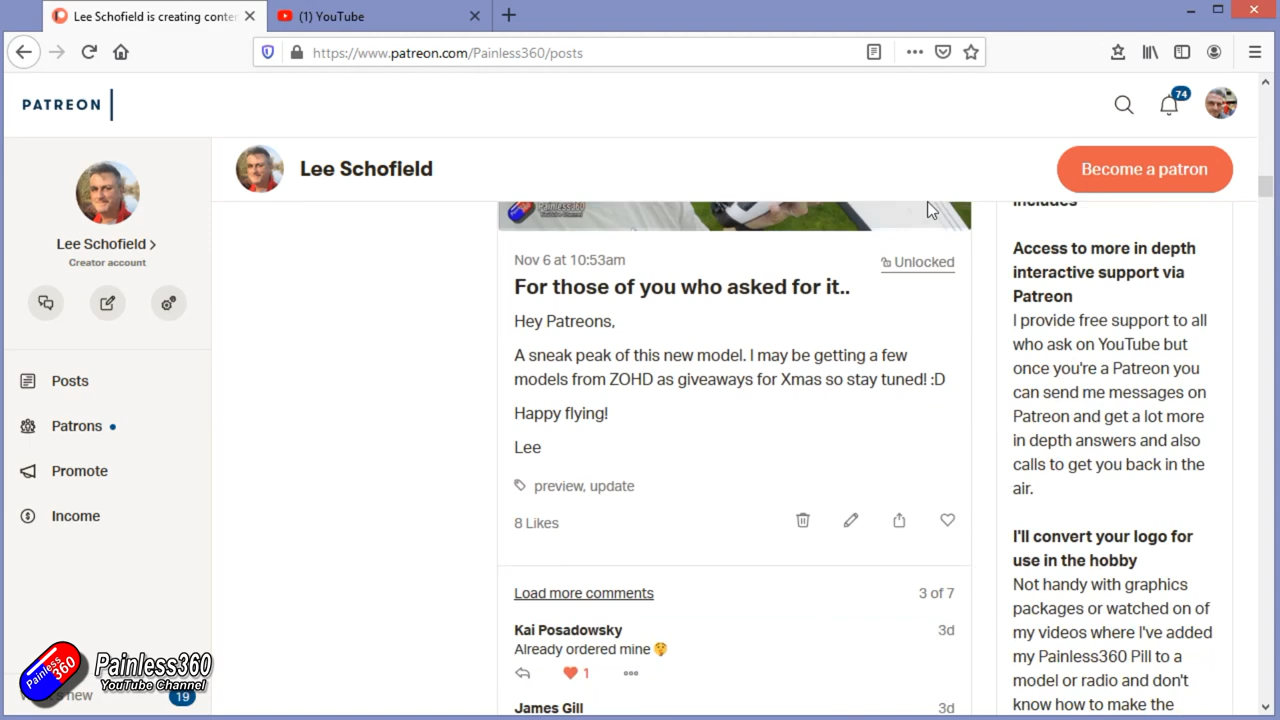 Lee Schofield is creating conte
(1) YouTube
https://www.patreon.com/Painless360/posts
PATREON
74
Lee Schofield
Become a patron
Lee Schofield
Creator account
Posts
Patrons
Promote
Income
19
Painless360
Painless360
YouTube Channel
Painless360
YouTube Channel
Nov 6 at 10:53am
Unlocked
For those of you who asked for it..
Hey Patreons,
A sneak peak of this new model. I may be getting a few
models from ZOHD as giveaways for Xmas so stay tuned! :D
Happy flying!
Lee
preview, update
8 Likes
Load more comments
3 of 7
Kai Posadowsky
3d
Already ordered mine 🤫
1
James Gill
3d
includes
Access to more in depth
interactive support via
Patreon
I provide free support to all
who ask on YouTube but
once you're a Patreon you
can send me messages on
Patreon and get a lot more
in depth answers and also
calls to get you back in the
air.
I'll convert your logo for
use in the hobby
Not handy with graphics
packages or watched on of
my videos where I've added
my Painless360 Pill to a
model or radio and don't
know how to make the